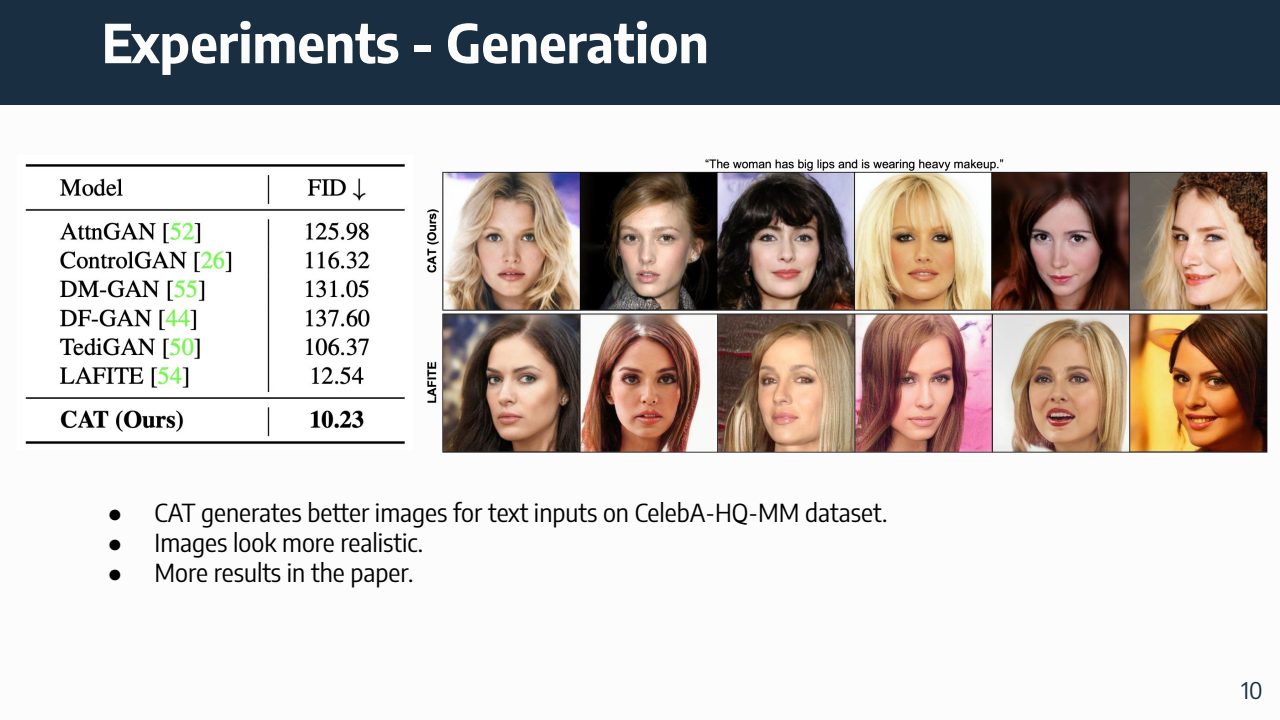 Experiments - Generation
Model FID ↓
AttnGAN [52] 125.98
ControlGAN [26] 116.32
DM-GAN [55] 131.05
DF-GAN [44] 137.60
TediGAN [50] 106.37
LAFITE [54] 12.54
CAT (Ours) 10.23
“The woman has big lips and is wearing heavy makeup.”
CAT (Ours)
LAFITE
● CAT generates better images for text inputs on CelebA-HQ-MM dataset.
● Images look more realistic.
● More results in the paper.
10